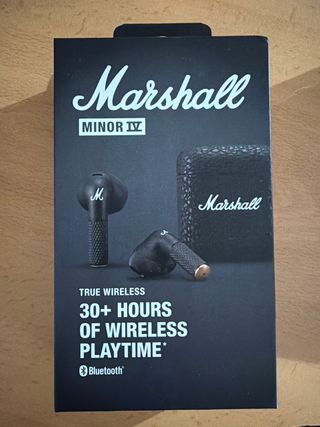 Marshall
MINOR IV
M
Marshall
TRUE WIRELESS
30+ HOURS
OF WIRELESS
PLAYTIME*
Bluetooth®